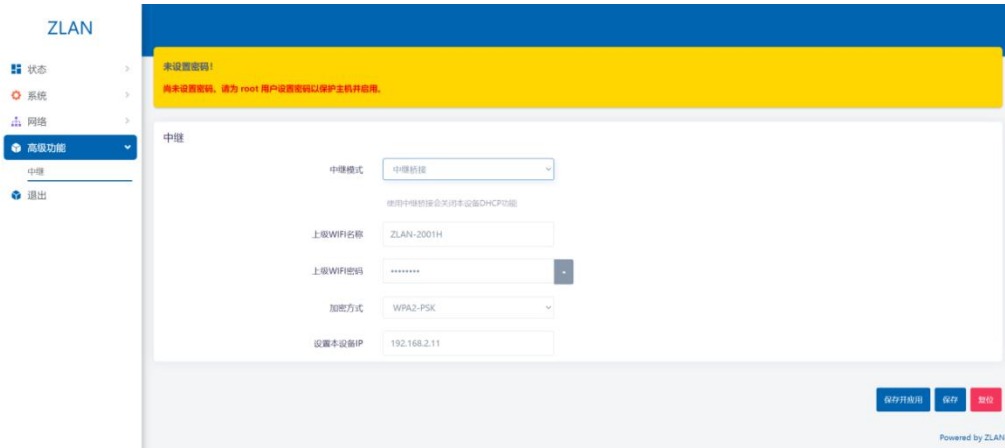 ZLAN
状态
系统
网络
高级功能
中继
退出
未设置密码!
尚未设置密码。请为 root 用户设置密码以保护主机并启用。
中继
中继模式 中继桥接
使用中继桥接会关闭本设备DHCP功能
上级WIFI名称 ZLAN-2001H
上级WIFI密码 ••••••••
加密方式 WPA2-PSK
设置本设备IP 192.168.2.11
保存并应用 保存 复位
Powered by ZLAN